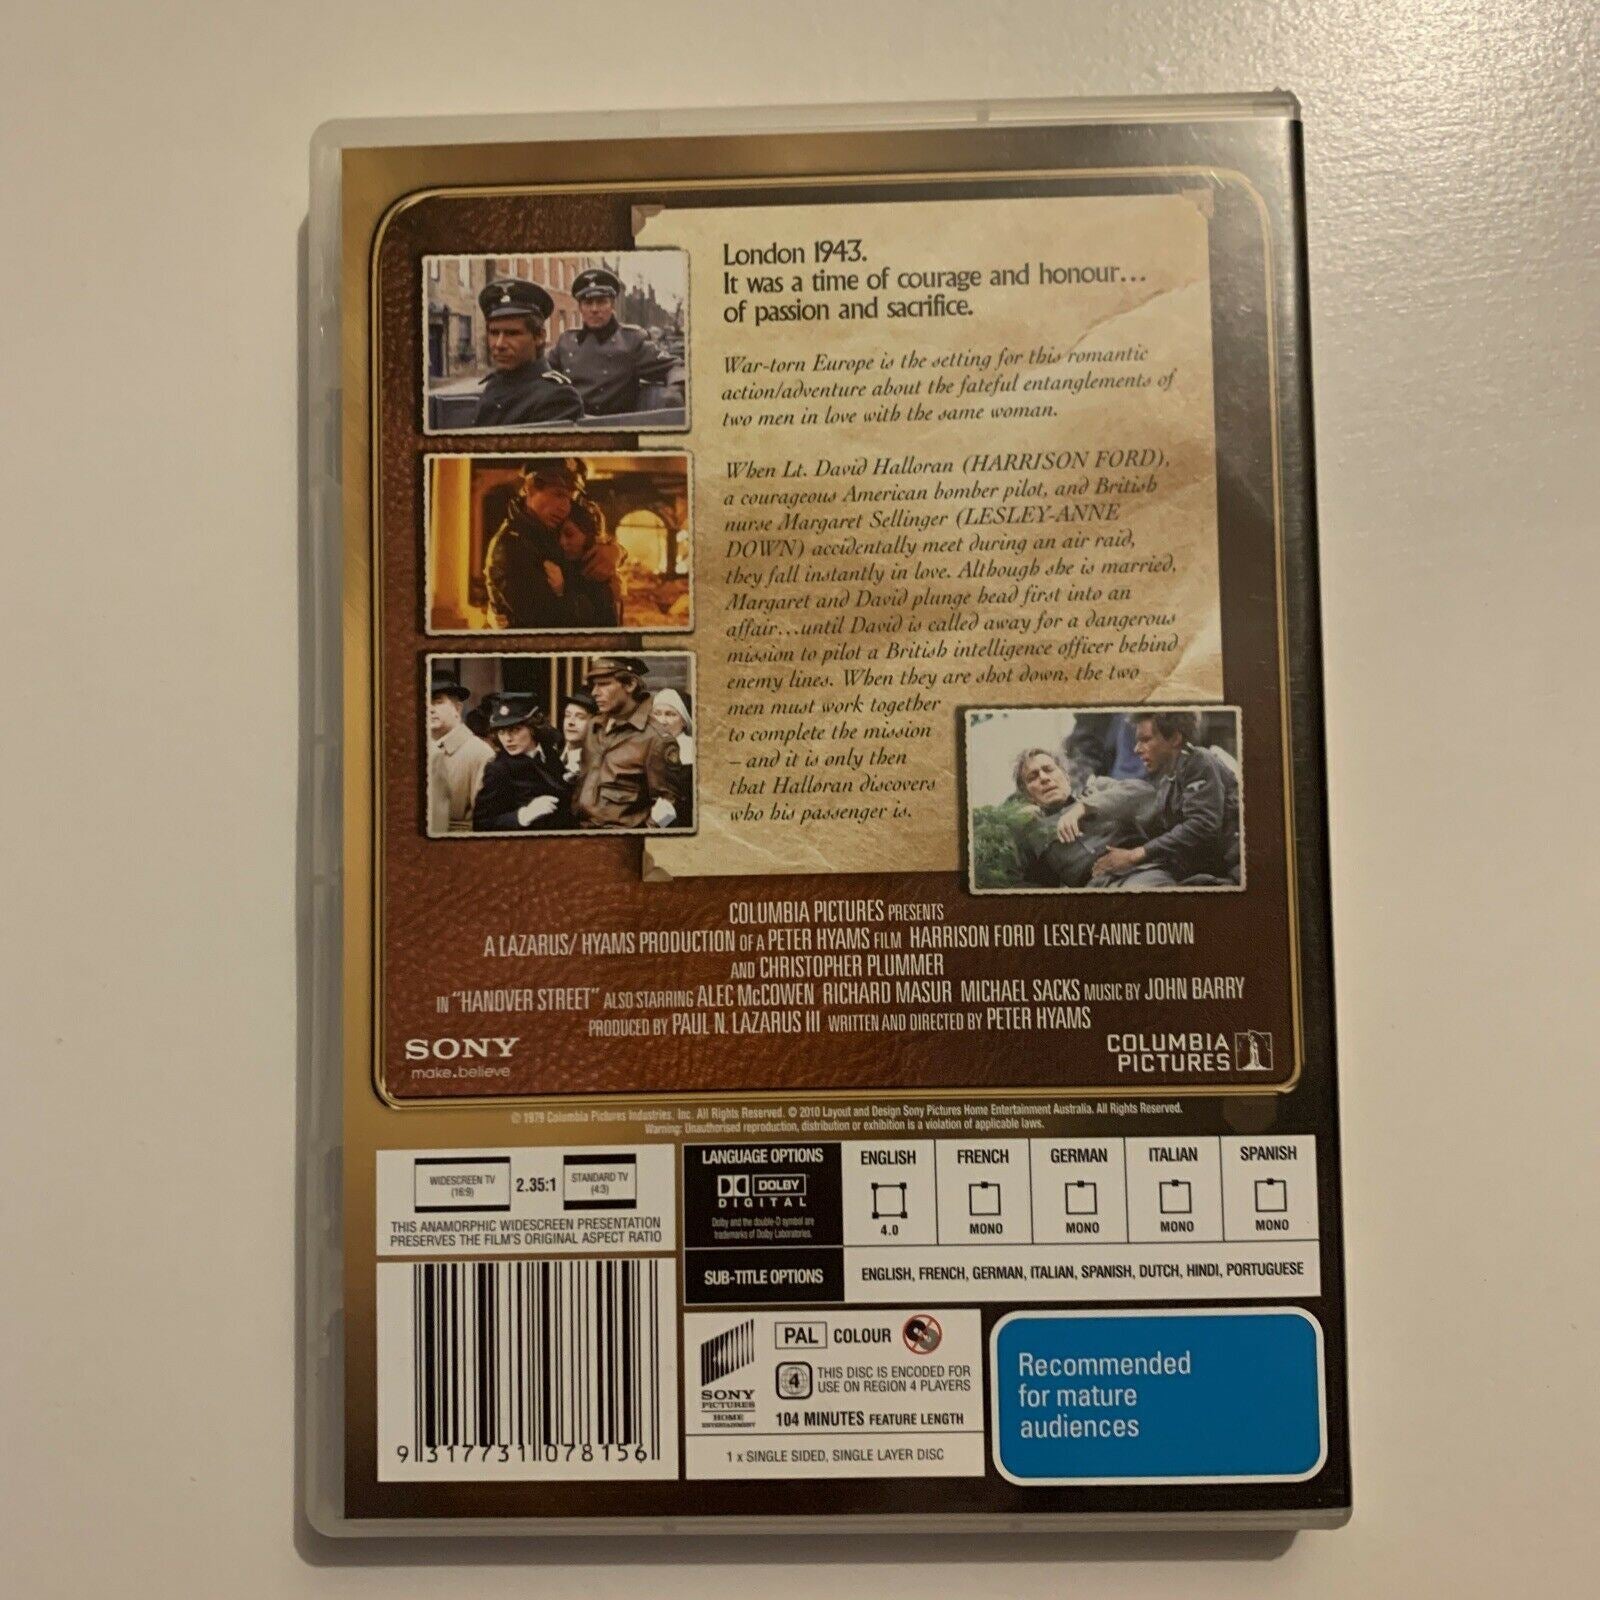 London 1943.
It was a time of courage and honour...
of passion and sacrifice.
War-torn Europe is the setting for this romantic
action/adventure about the fateful entanglements of
two men in love with the same woman.
When Lt. David Halloran (HARRISON FORD),
a courageous American bomber pilot, and British
nurse Margaret Sellinger (LESLEY-ANNE
DOWN) accidentally meet during an air raid,
they fall instantly in love. Although she is married,
Margaret and David plunge head first into an
affair...until David is called away for a dangerous
mission to pilot a British intelligence officer behind
enemy lines. When they are shot down, the two
men must work together
to complete the mission
– and it is only then
that Halloran discovers
who his passenger is.
COLUMBIA PICTURES PRESENTS
A LAZARUS/ HYAMS PRODUCTION OF A PETER HYAMS FILM HARRISON FORD LESLEY-ANNE DOWN
AND CHRISTOPHER PLUMMER
IN "HANOVER STREET" ALSO STARRING ALEC McCOWEN RICHARD MASUR MICHAEL SACKS MUSIC BY JOHN BARRY
PRODUCED BY PAUL N. LAZARUS III WRITTEN AND DIRECTED BY PETER HYAMS
SONY
make.believe
COLUMBIA
PICTURES
© 1979 Columbia Pictures Industries, Inc. All Rights Reserved. © 2010 Layout and Design Sony Pictures Home Entertainment Australia. All Rights Reserved.
Warning: Unauthorised reproduction, distribution or exhibition is a violation of applicable laws.
WIDESCREEN TV
(16:9)
2.35:1
STANDARD TV
(4:3)
THIS ANAMORPHIC WIDESCREEN PRESENTATION
PRESERVES THE FILM'S ORIGINAL ASPECT RATIO
LANGUAGE OPTIONS
DOLBY
DIGITAL
Dolby and the double-D symbol are
trademarks of Dolby Laboratories.
ENGLISH
4.0
FRENCH
MONO
GERMAN
MONO
ITALIAN
MONO
SPANISH
MONO
SUB-TITLE OPTIONS
ENGLISH, FRENCH, GERMAN, ITALIAN, SPANISH, DUTCH, HINDI, PORTUGUESE
9 317731 078156
SONY
PICTURES
HOME
ENTERTAINMENT
PAL COLOUR
4
THIS DISC IS ENCODED FOR
USE ON REGION 4 PLAYERS
104 MINUTES FEATURE LENGTH
1 x SINGLE SIDED, SINGLE LAYER DISC
Recommended
for mature
audiences